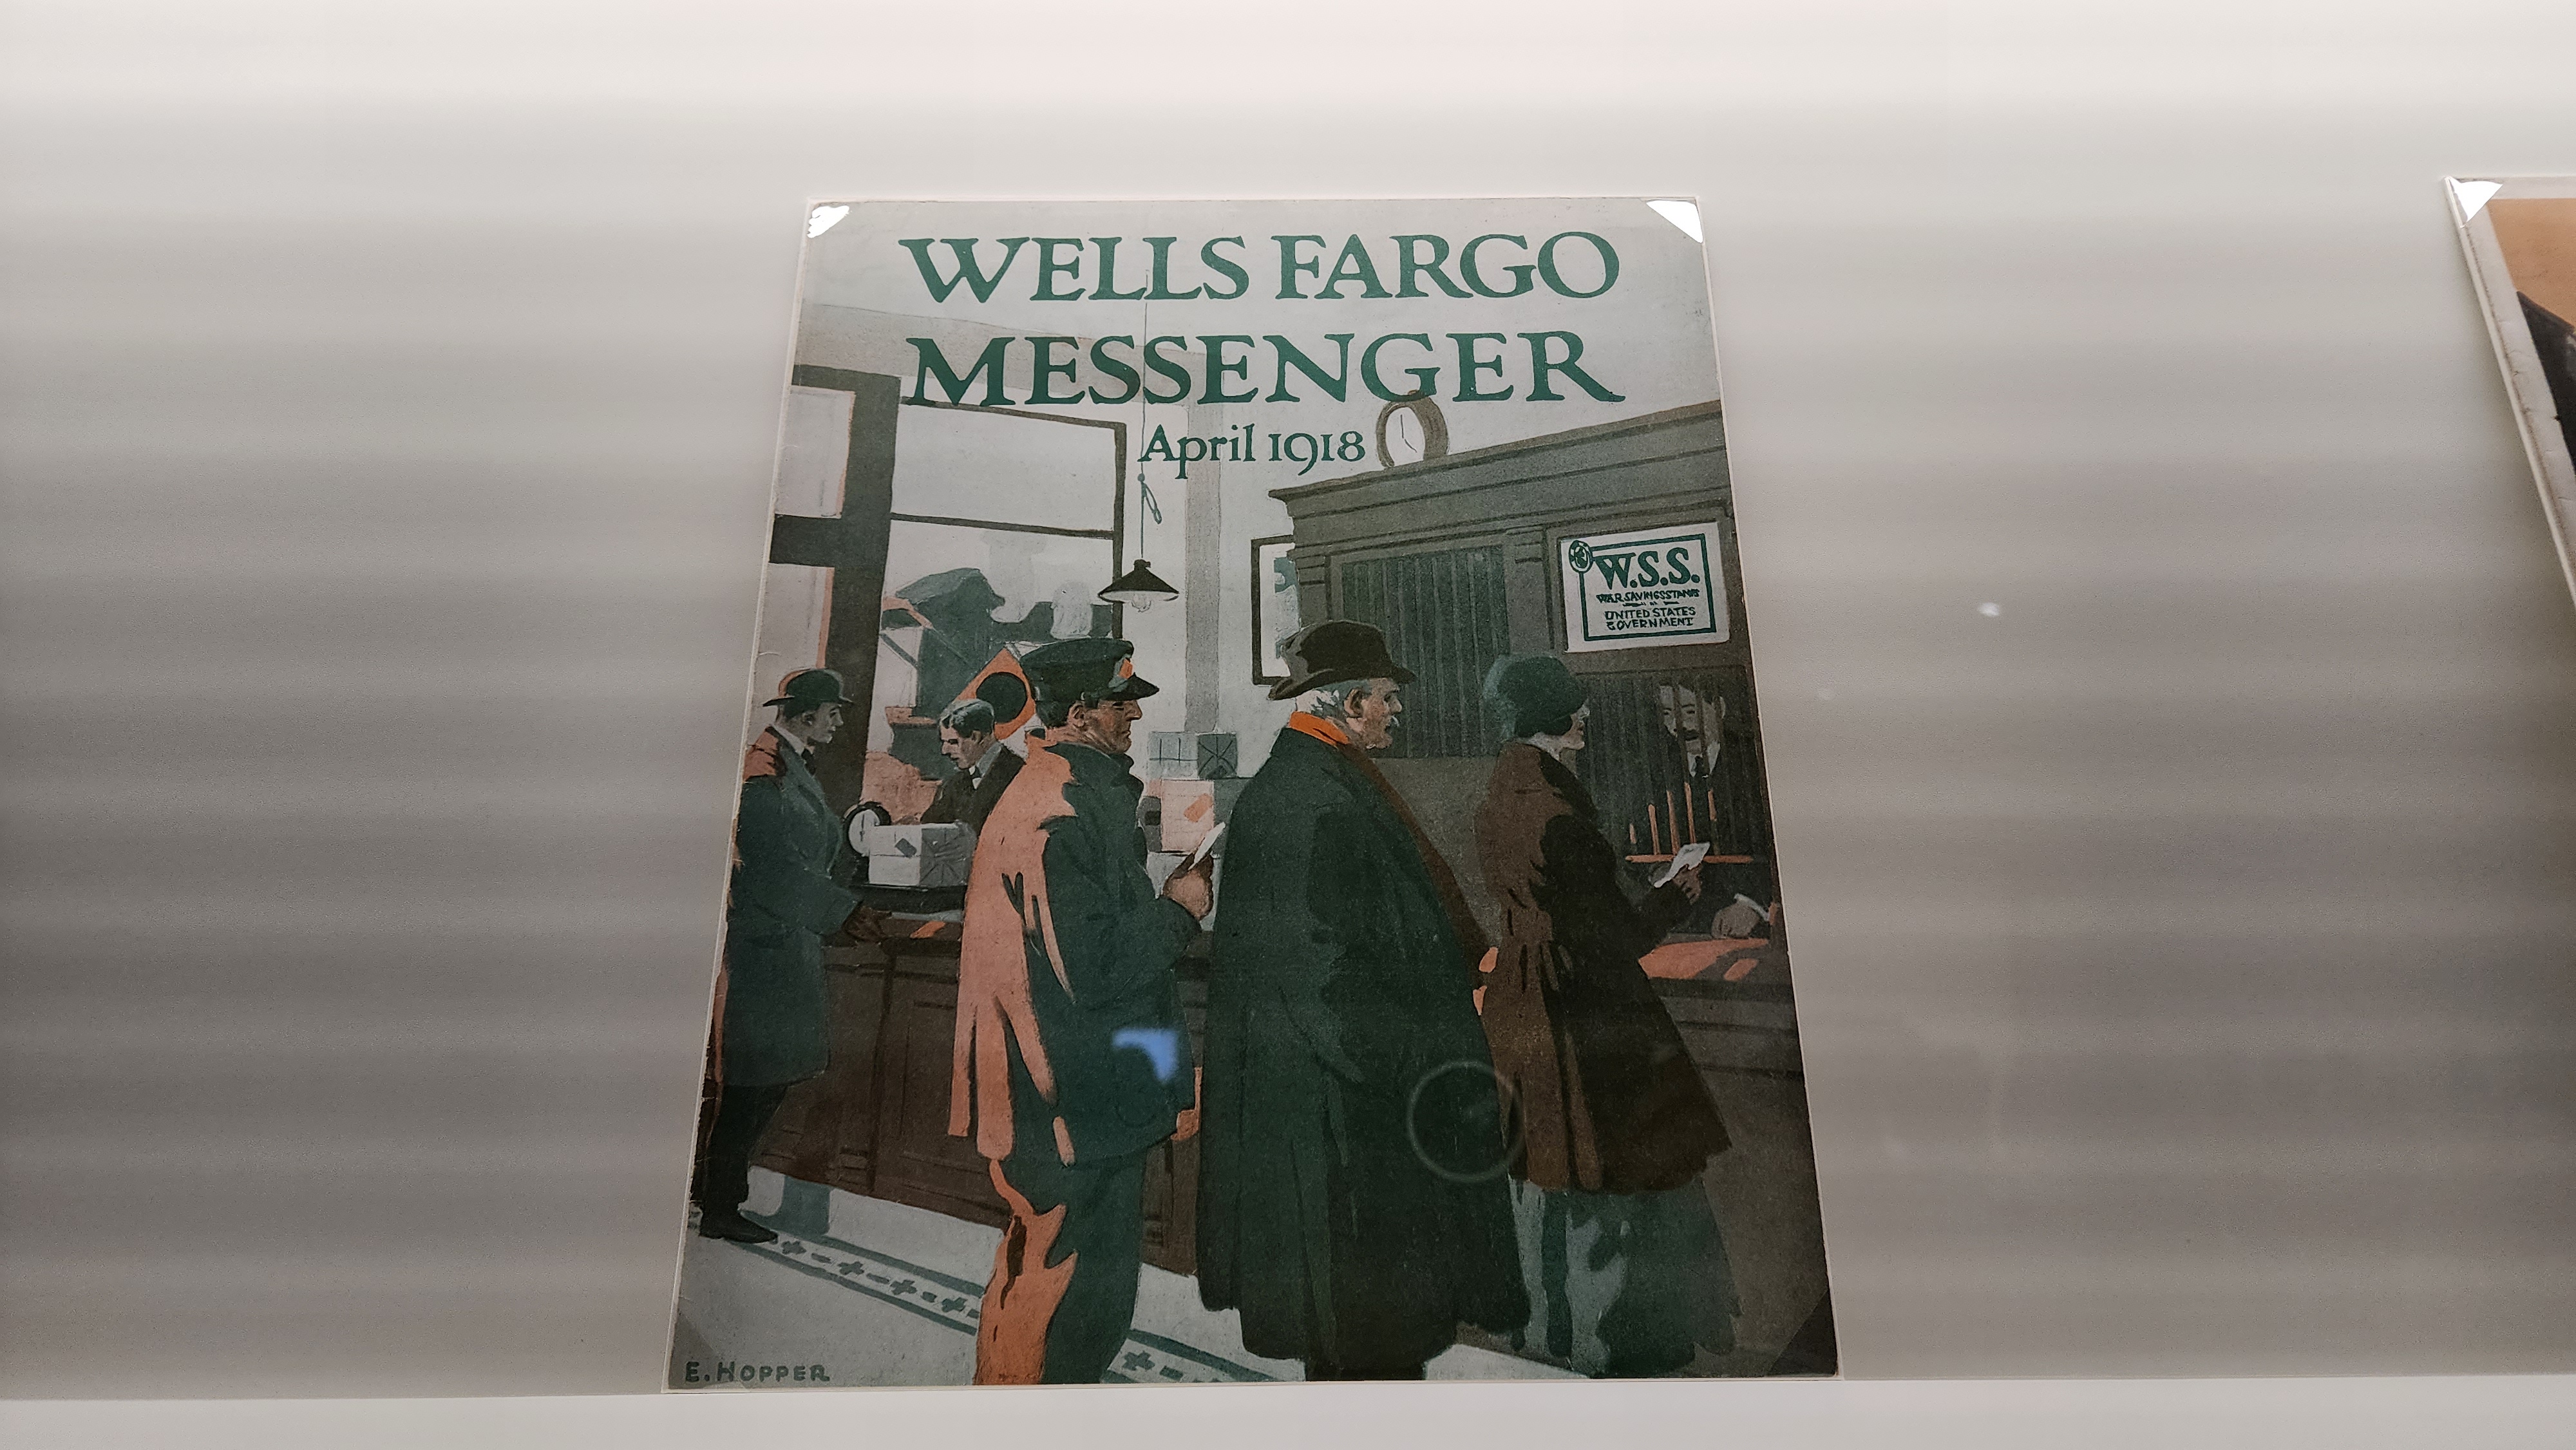 WELLS FARGO
MESSENGER
April 1918
W.S.S.
WAR SAVINGS STAMPS
UNITED STATES
GOVERNMENT
E. HOPPER